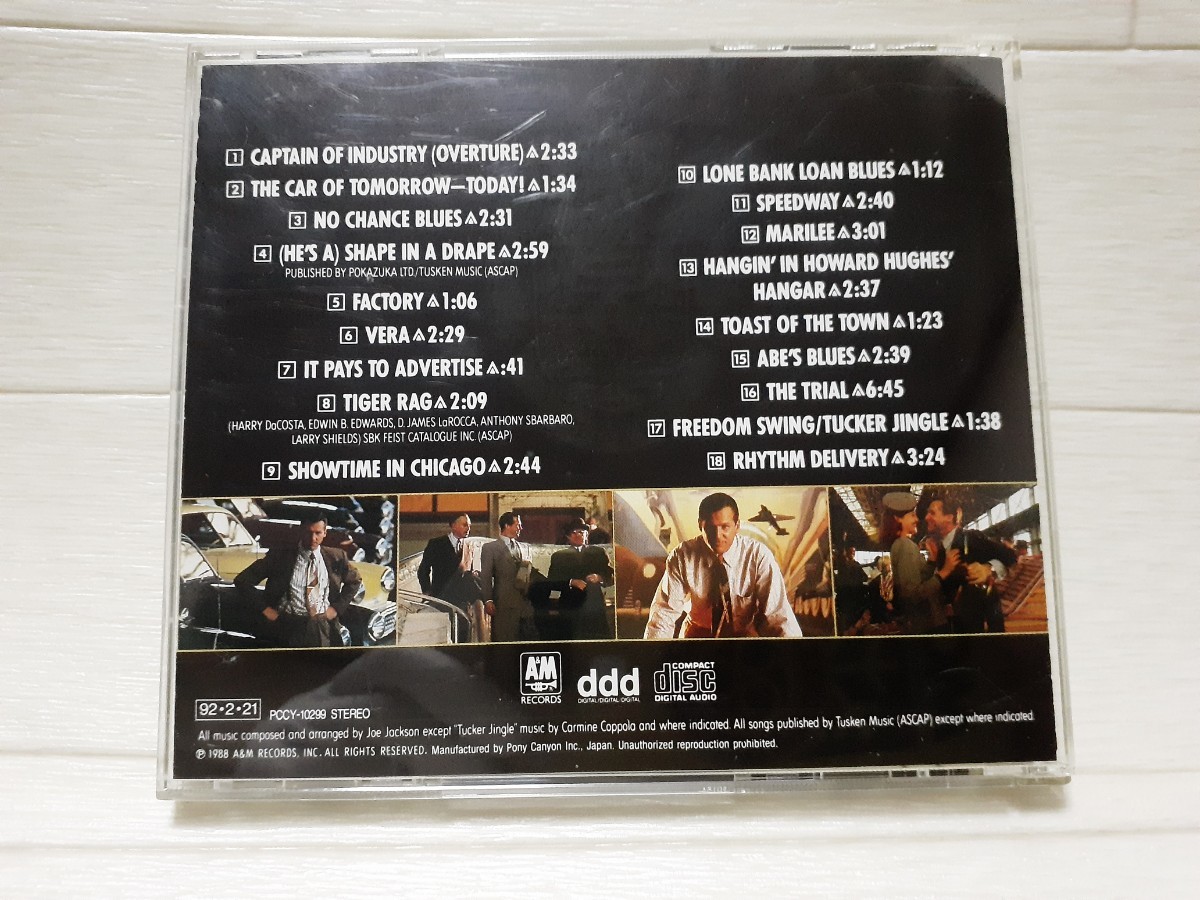 1 CAPTAIN OF INDUSTRY (OVERTURE) 2:33
2 THE CAR OF TOMORROW—TODAY! 1:34
3 NO CHANCE BLUES 2:31
4 (HE'S A) SHAPE IN A DRAPE 2:59
PUBLISHED BY POKAZUKA LTD./TUSKEN MUSIC (ASCAP)
5 FACTORY 1:06
6 VERA 2:29
7 IT PAYS TO ADVERTISE :41
8 TIGER RAG 2:09
(HARRY DaCOSTA, EDWIN B. EDWARDS, D. JAMES LaROCCA, ANTHONY SBARBARO,
LARRY SHIELDS) SBK FEIST CATALOGUE INC. (ASCAP)
9 SHOWTIME IN CHICAGO 2:44
10 LONE BANK LOAN BLUES 1:12
11 SPEEDWAY 2:40
12 MARILEE 3:01
13 HANGIN' IN HOWARD HUGHES'
HANGAR 2:37
14 TOAST OF THE TOWN 1:23
15 ABE'S BLUES 2:39
16 THE TRIAL 6:45
17 FREEDOM SWING/TUCKER JINGLE 1:38
18 RHYTHM DELIVERY 3:24
A&M
RECORDS
ddd
DIGITAL/DIGITAL/DIGITAL
COMPACT
disc
DIGITAL AUDIO
92・2・21 PCCY-10299 STEREO
All music composed and arranged by Joe Jackson except "Tucker Jingle" music by Carmine Coppola and where indicated. All songs published by Tusken Music (ASCAP) except where indicated.
℗ 1988 A&M RECORDS, INC. ALL RIGHTS RESERVED. Manufactured by Pony Canyon Inc., Japan. Unauthorized reproduction prohibited.